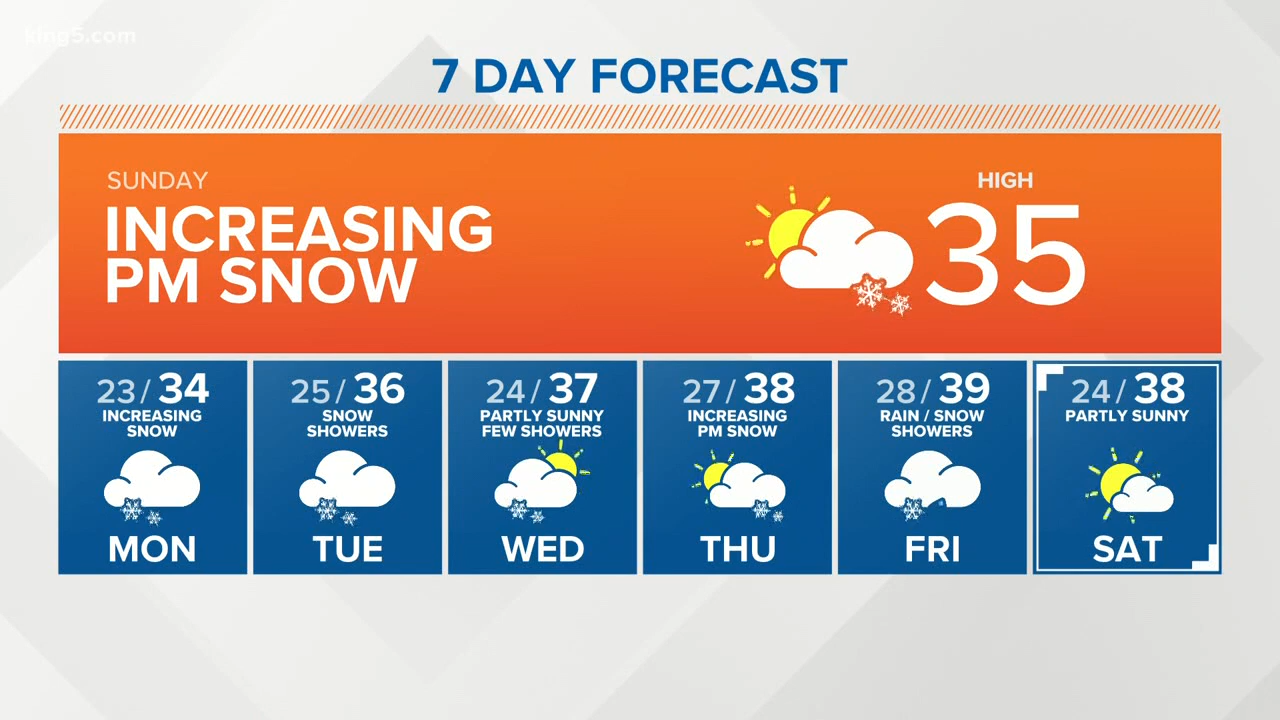 king5.com
7 DAY FORECAST
SUNDAY
INCREASING
PM SNOW
HIGH
35
23 / 34
INCREASING
SNOW
MON
25 / 36
SNOW
SHOWERS
TUE
24 / 37
PARTLY SUNNY
FEW SHOWERS
WED
27 / 38
INCREASING
PM SNOW
THU
28 / 39
RAIN / SNOW
SHOWERS
FRI
24 / 38
PARTLY SUNNY
SAT